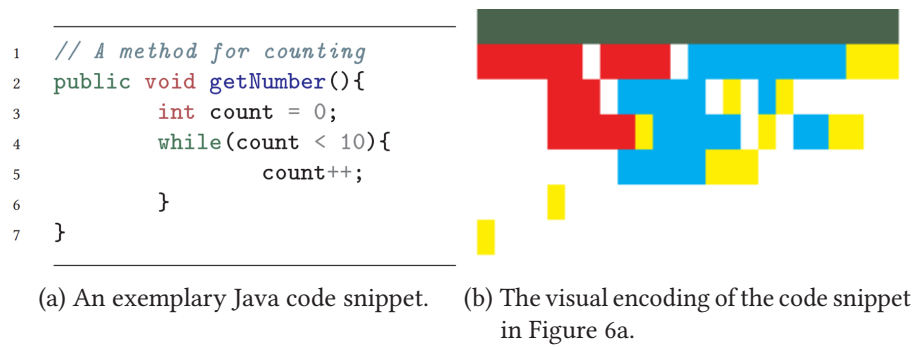 1 // A method for counting
2 public void getNumber(){
3 int count = 0;
4 while(count < 10){
5 count++;
6 }
7 }
(a) An exemplary Java code snippet.
(b) The visual encoding of the code snippet
in Figure 6a.